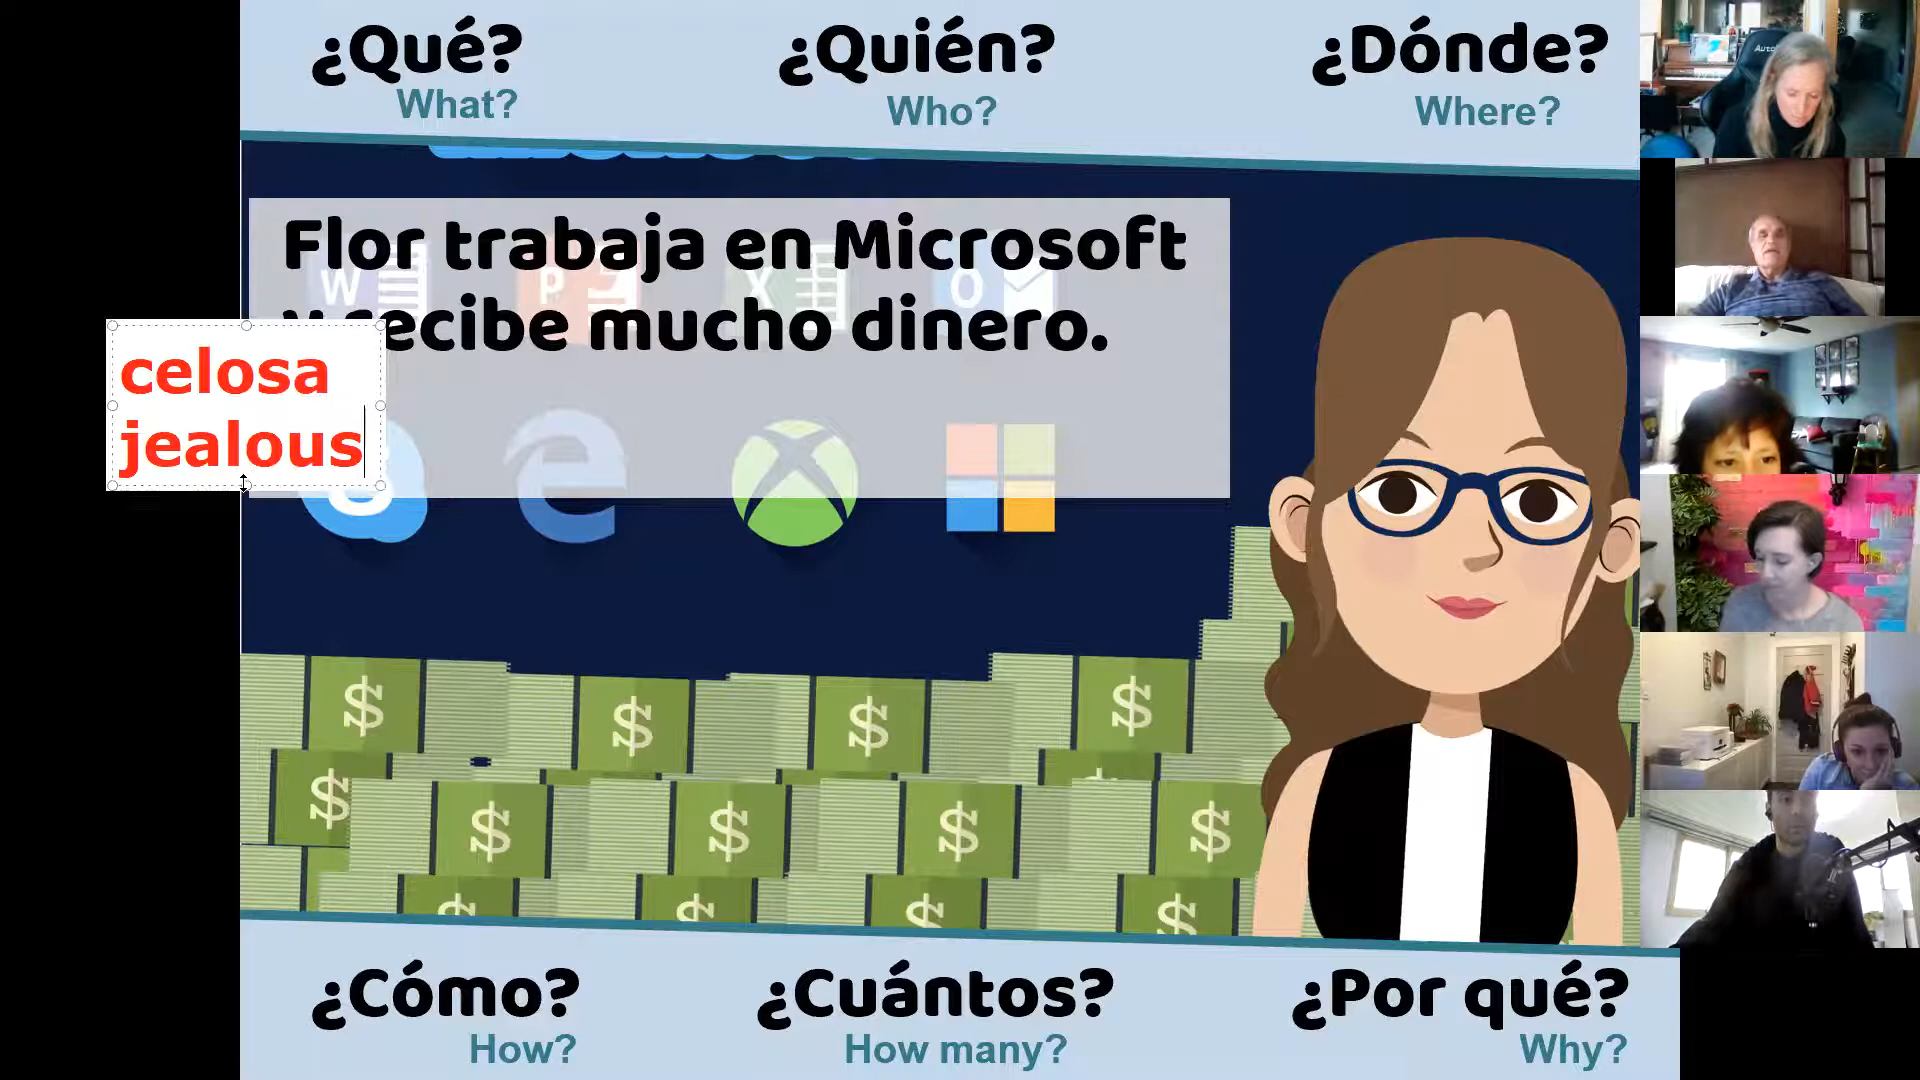 ¿Qué?
What?
¿Quién?
Who?
¿Dónde?
Where?
Flor trabaja en Microsoft
y recibe mucho dinero.
celosa
jealous
W
P
X
O
$ $ $ $
$ $ $ $ $
$ $ $ $
¿Cómo?
How?
¿Cuántos?
How many?
¿Por qué?
Why?